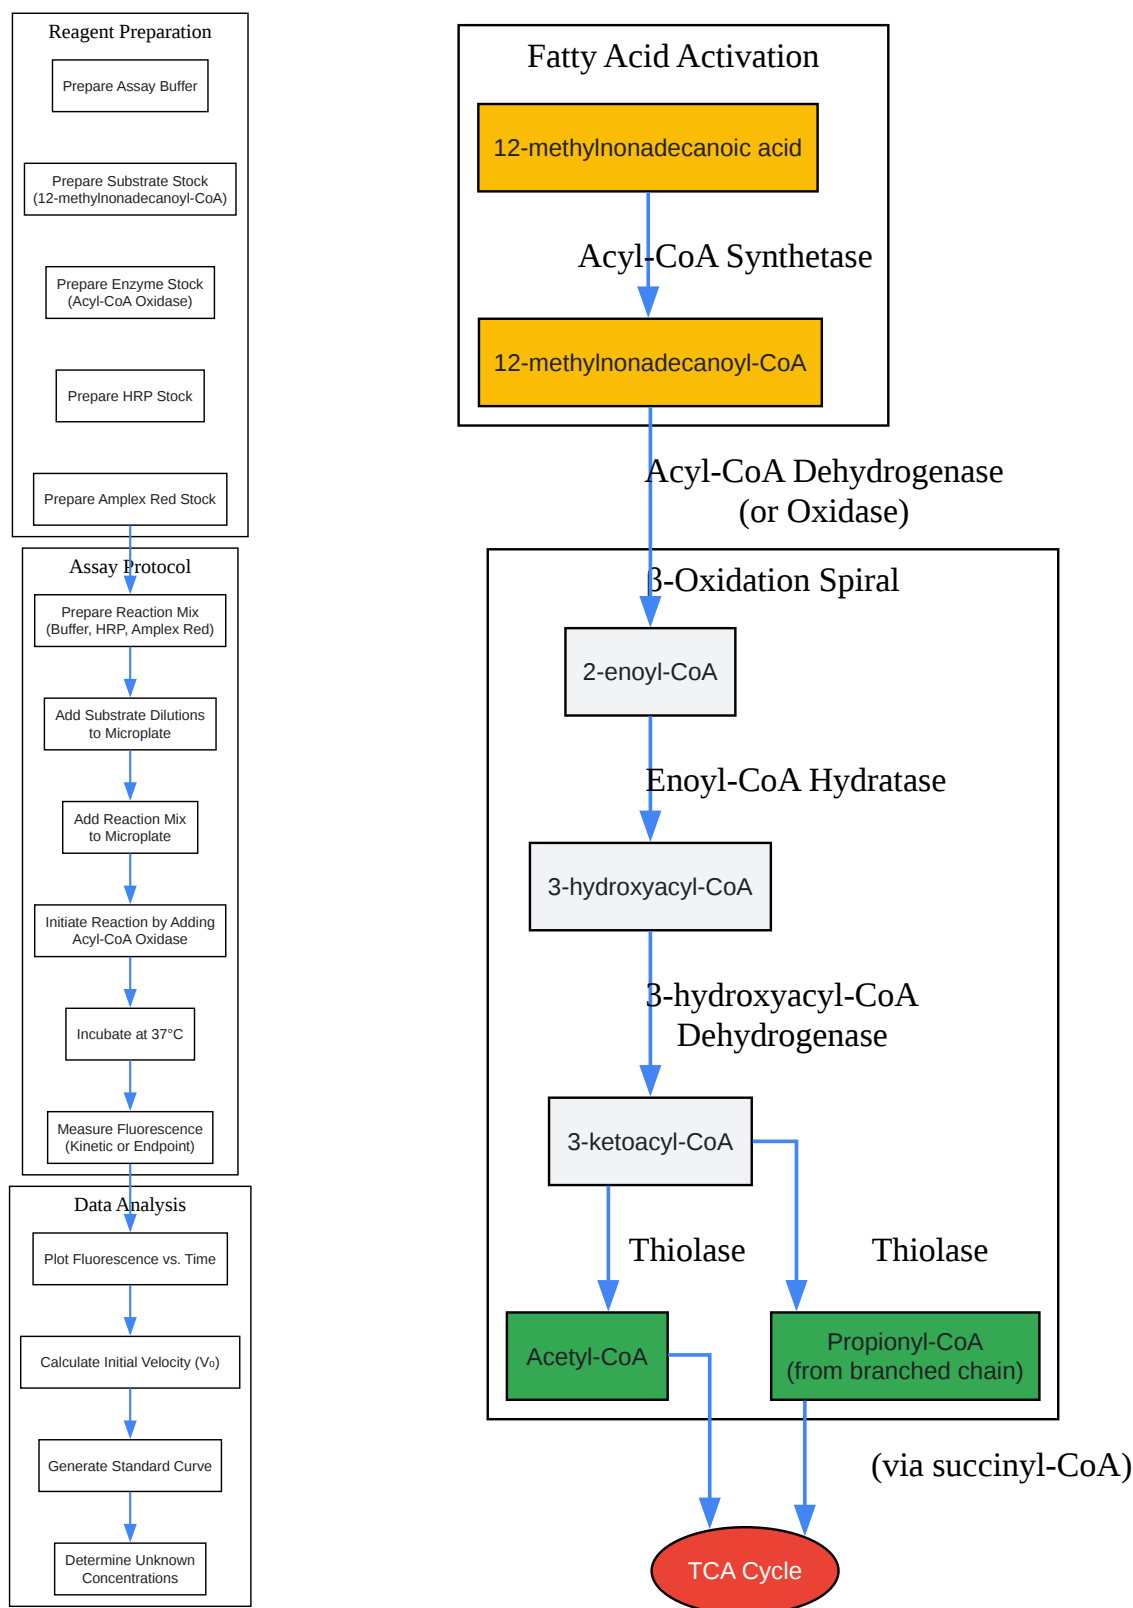 Reagent Preparation
Prepare Assay Buffer
Prepare Substrate Stock
(12-methylnonadecanoyl-CoA)
Prepare Enzyme Stock
(Acyl-CoA Oxidase)
Prepare HRP Stock
Prepare Amplex Red Stock
Assay Protocol
Prepare Reaction Mix
(Buffer, HRP, Amplex Red)
Add Substrate Dilutions
to Microplate
Add Reaction Mix
to Microplate
Initiate Reaction by Adding
Acyl-CoA Oxidase
Incubate at 37°C
Measure Fluorescence
(Kinetic or Endpoint)
Data Analysis
Plot Fluorescence vs. Time
Calculate Initial Velocity (V₀)
Generate Standard Curve
Determine Unknown
Concentrations
Fatty Acid Activation
12-methylnonadecanoic acid
Acyl-CoA Synthetase
12-methylnonadecanoyl-CoA
Acyl-CoA Dehydrogenase
(or Oxidase)
β-Oxidation Spiral
2-enoyl-CoA
Enoyl-CoA Hydratase
3-hydroxyacyl-CoA
3-hydroxyacyl-CoA
Dehydrogenase
3-ketoacyl-CoA
Thiolase
Thiolase
Acetyl-CoA
Propionyl-CoA
(from branched chain)
(via succinyl-CoA)
TCA Cycle